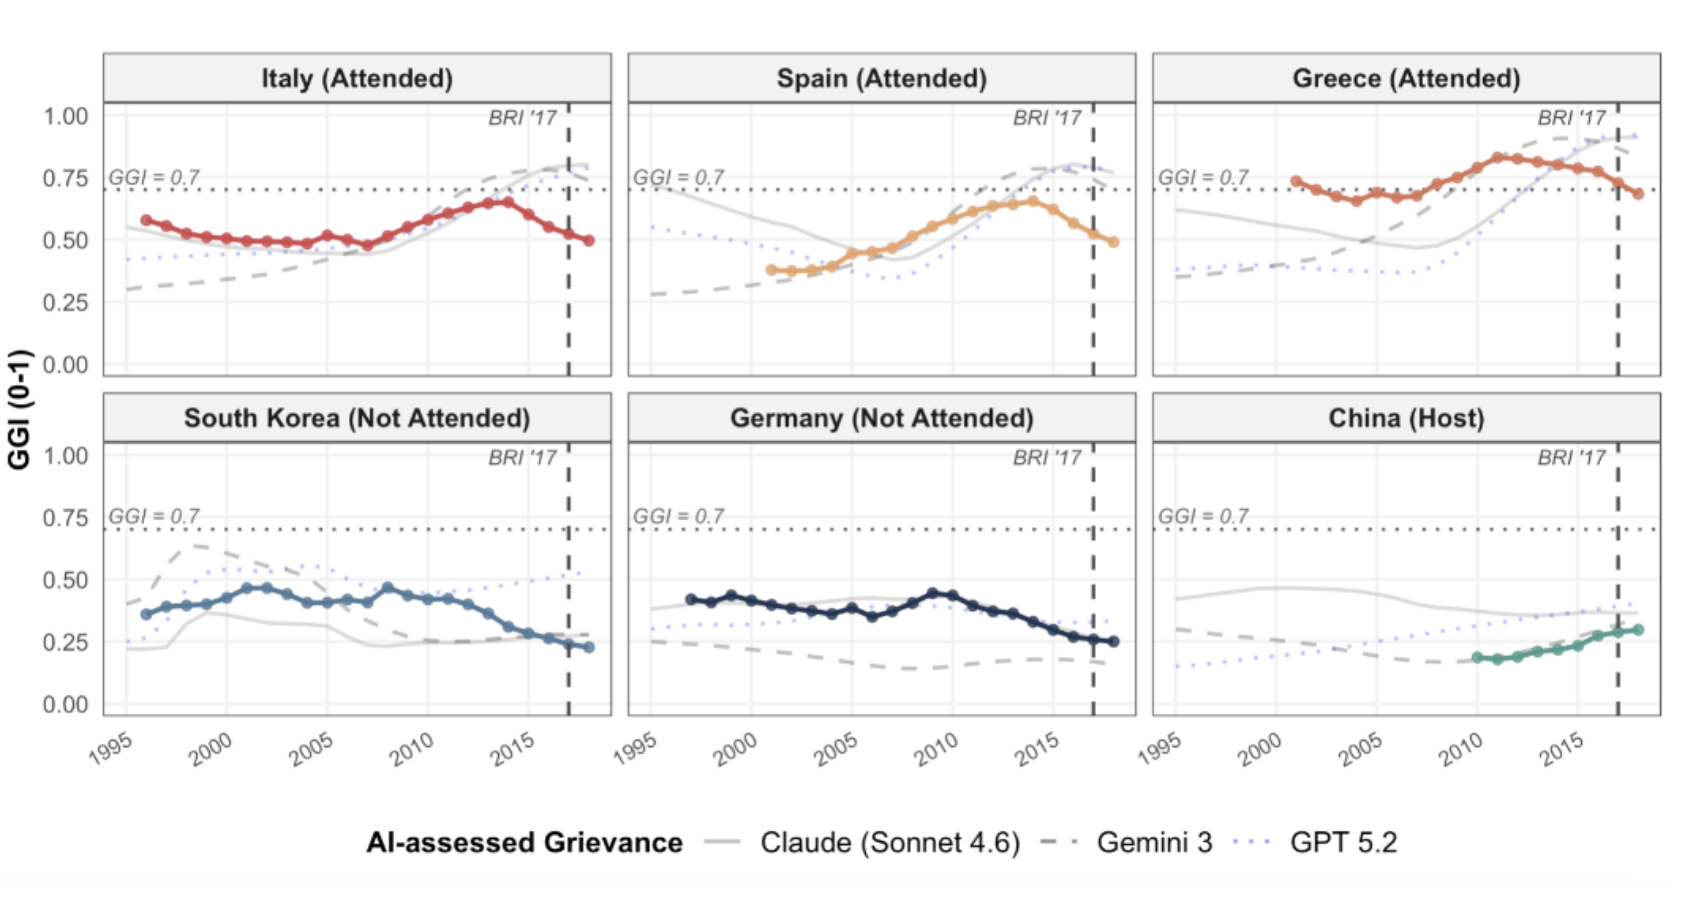 Italy (Attended)
Spain (Attended)
Greece (Attended)
BRI '17
BRI '17
BRI '17
GGI = 0.7
GGI = 0.7
GGI = 0.7
1.00
0.75
0.50
0.25
0.00
GGI (0-1)
South Korea (Not Attended)
Germany (Not Attended)
China (Host)
BRI '17
BRI '17
BRI '17
GGI = 0.7
GGI = 0.7
GGI = 0.7
1.00
0.75
0.50
0.25
0.00
1995 2000 2005 2010 2015
1995 2000 2005 2010 2015
1995 2000 2005 2010 2015
AI-assessed Grievance Claude (Sonnet 4.6) Gemini 3 GPT 5.2